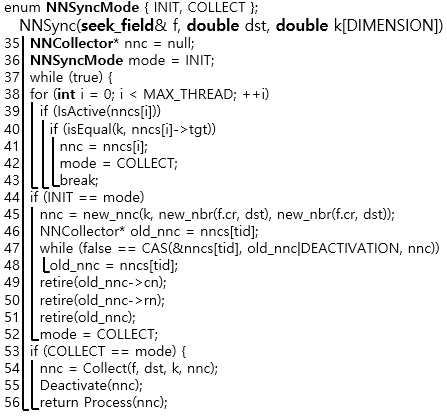 enum NNSyncMode { INIT, COLLECT };
NNSync(seek_field& f, double dst, double k[DIMENSION])
35 NNCollector* nnc = null;
36 NNSyncMode mode = INIT;
37 while (true) {
38 for (int i = 0; i < MAX_THREAD; ++i)
39 if (IsActive(nncs[i]))
40 if (isEqual(k, nncs[i]->tgt))
41 nnc = nncs[i];
42 mode = COLLECT;
43 break;
44 if (INIT == mode)
45 nnc = new_nnc(k, new_nbr(f.cr, dst), new_nbr(f.cr, dst));
46 NNCollector* old_nnc = nncs[tid];
47 while (false == CAS(&nncs[tid], old_nnc|DEACTIVATION, nnc))
48 old_nnc = nncs[tid];
49 retire(old_nnc->cn);
50 retire(old_nnc->rn);
51 retire(old_nnc);
52 mode = COLLECT;
53 if (COLLECT == mode) {
54 nnc = Collect(f, dst, k, nnc);
55 Deactivate(nnc);
56 return Process(nnc);